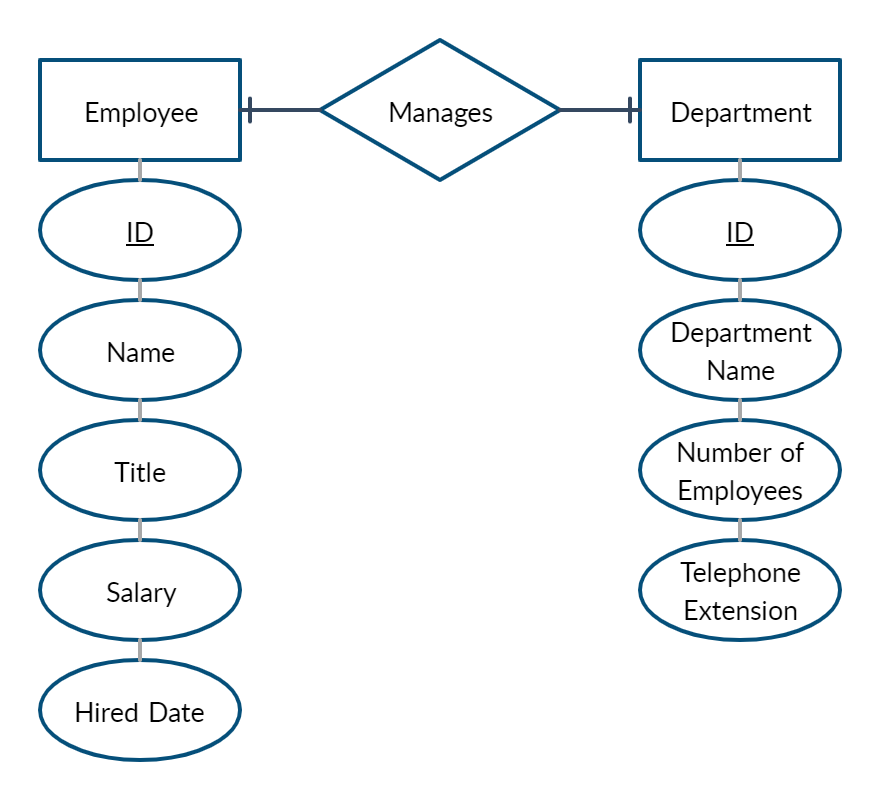 Employee
Manages
Department
ID
Name
Title
Salary
Hired Date
ID
Department
Name
Number of
Employees
Telephone
Extension